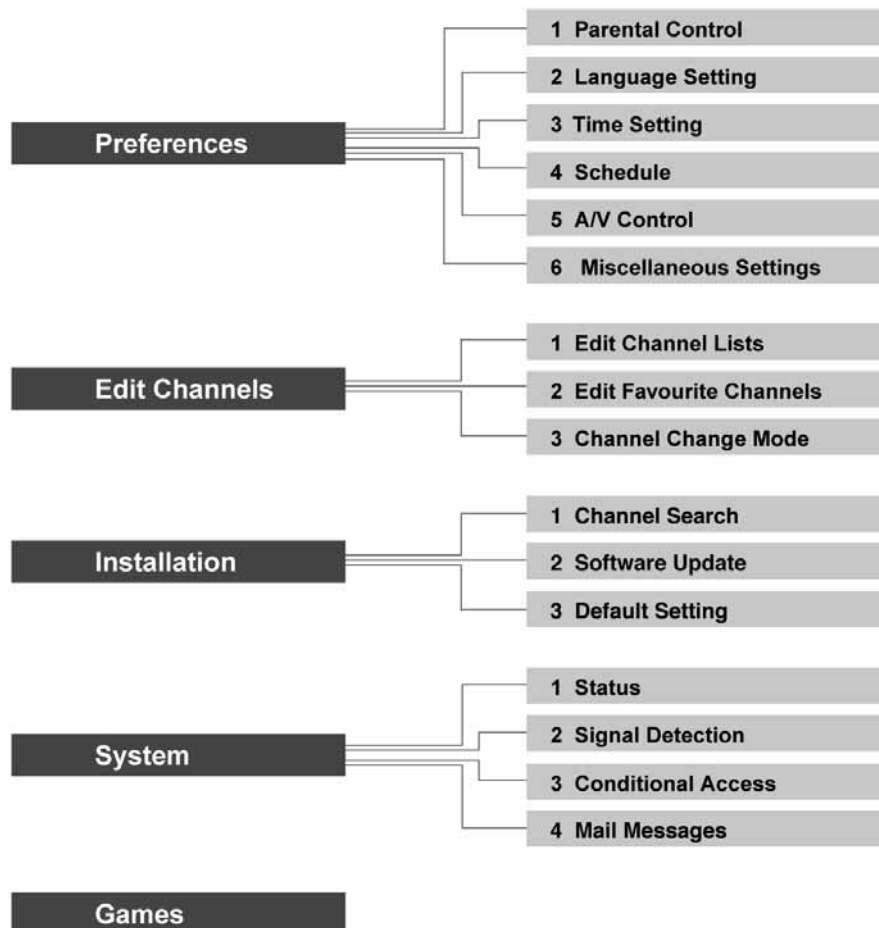 Preferences
1 Parental Control
2 Language Setting
3 Time Setting
4 Schedule
5 A/V Control
6 Miscellaneous Settings
Edit Channels
1 Edit Channel Lists
2 Edit Favourite Channels
3 Channel Change Mode
Installation
1 Channel Search
2 Software Update
3 Default Setting
System
1 Status
2 Signal Detection
3 Conditional Access
4 Mail Messages
Games